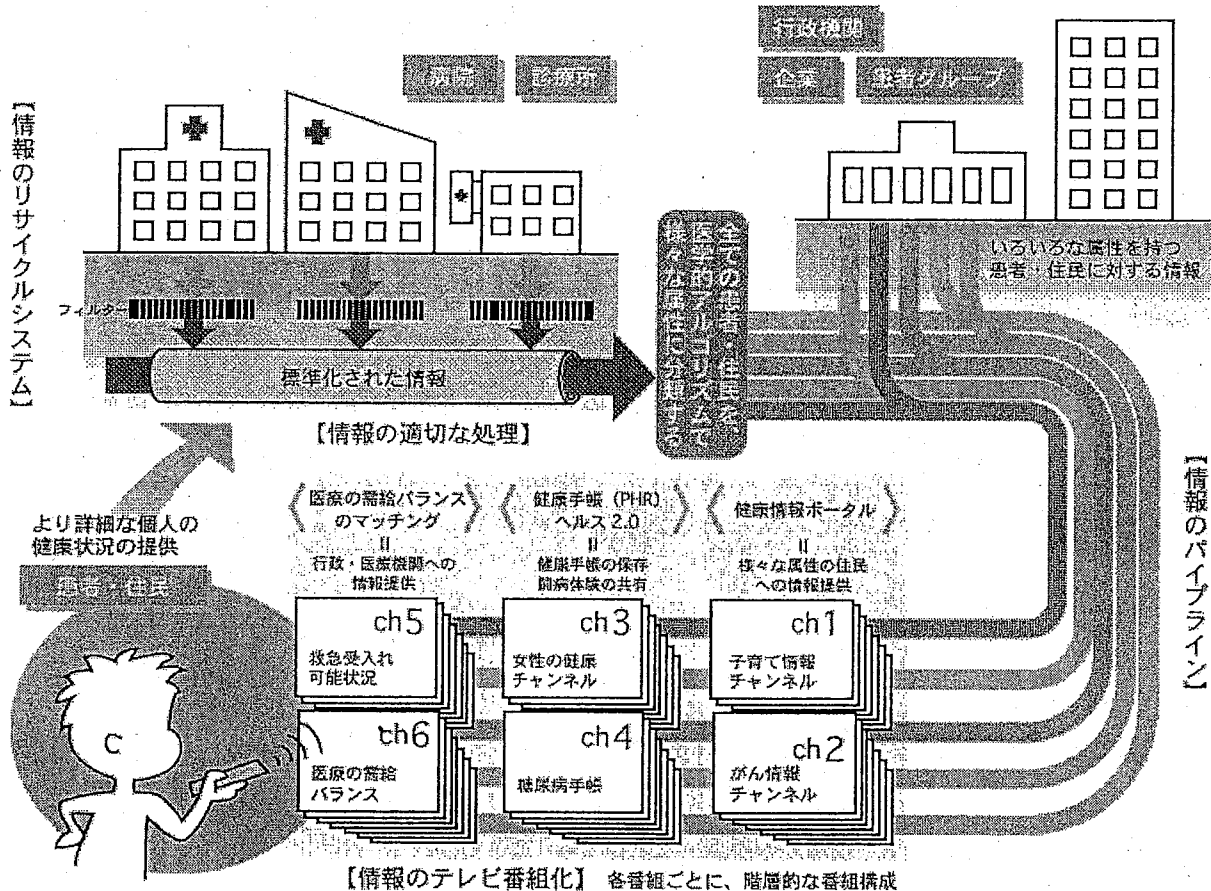 病院
診療所
行政機関
企業
患者グループ
【情報のリサイクルシステム】
フィルター
標準化された情報
【情報の適切な処理】
全ての患者・住民を、
医学的アルゴリズムで
様々な属性に分類する
いろいろな属性を持つ
患者・住民に対する情報
【情報のパイプライン】
より詳細な個人の
健康状況の提供
患者・住民
医療の需給バランス
のマッチング
=
行政・医療機関への
情報提供
健康手帳（PHR）
ヘルス2.0
=
健康手帳の保存
闘病体験の共有
健康情報ポータル
=
様々な属性の住民
への情報提供
ch5
救急受入れ
可能状況
ch3
女性の健康
チャンネル
ch1
子育て情報
チャンネル
ch6
医療の需給
バランス
ch4
糖尿病手帳
ch2
がん情報
チャンネル
【情報のテレビ番組化】 各番組ごとに、階層的な番組構成